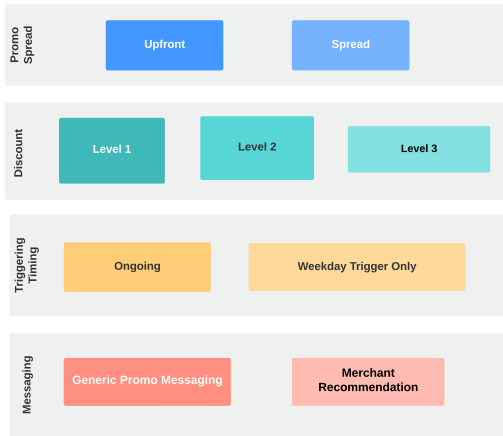 Promo
Spread
Upfront
Spread
Discount
Level 1
Level 2
Level 3
Triggering
Timing
Ongoing
Weekday Trigger Only
Messaging
Generic Promo Messaging
Merchant
Recommendation